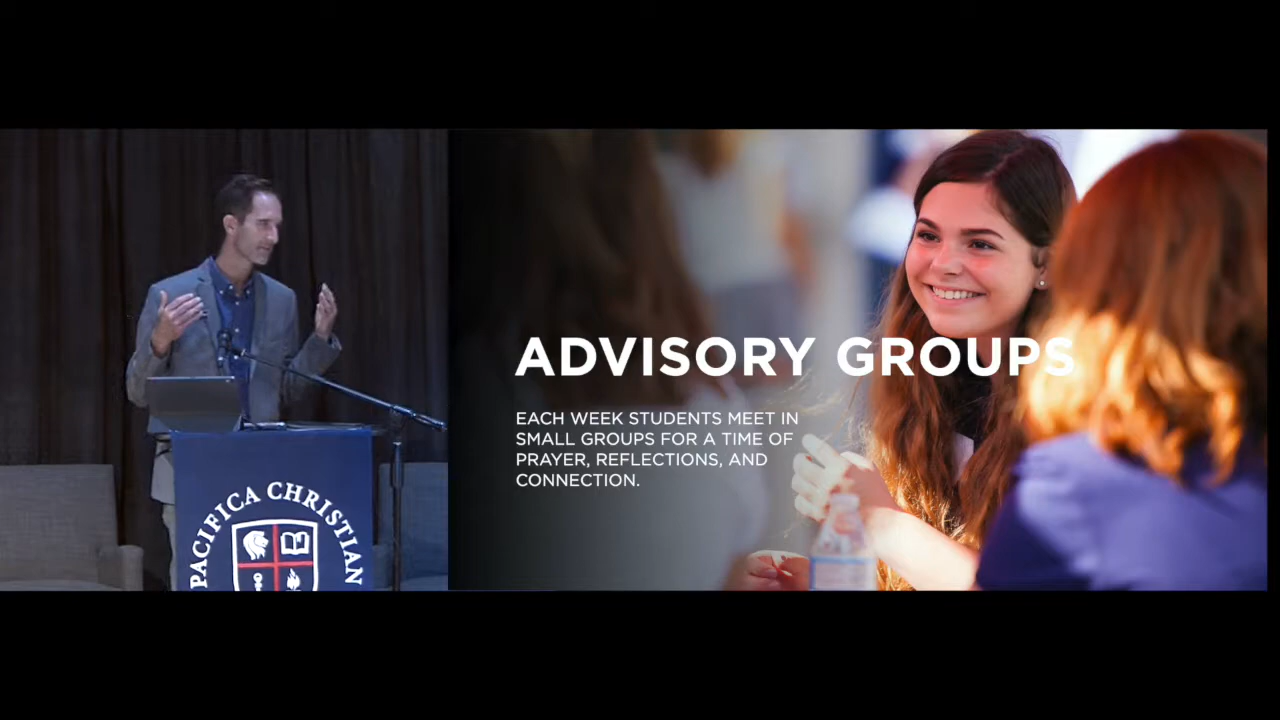 ADVISORY GROUPS
EACH WEEK STUDENTS MEET IN
SMALL GROUPS FOR A TIME OF
PRAYER, REFLECTIONS, AND
CONNECTION.
PACIFICA CHRISTIAN